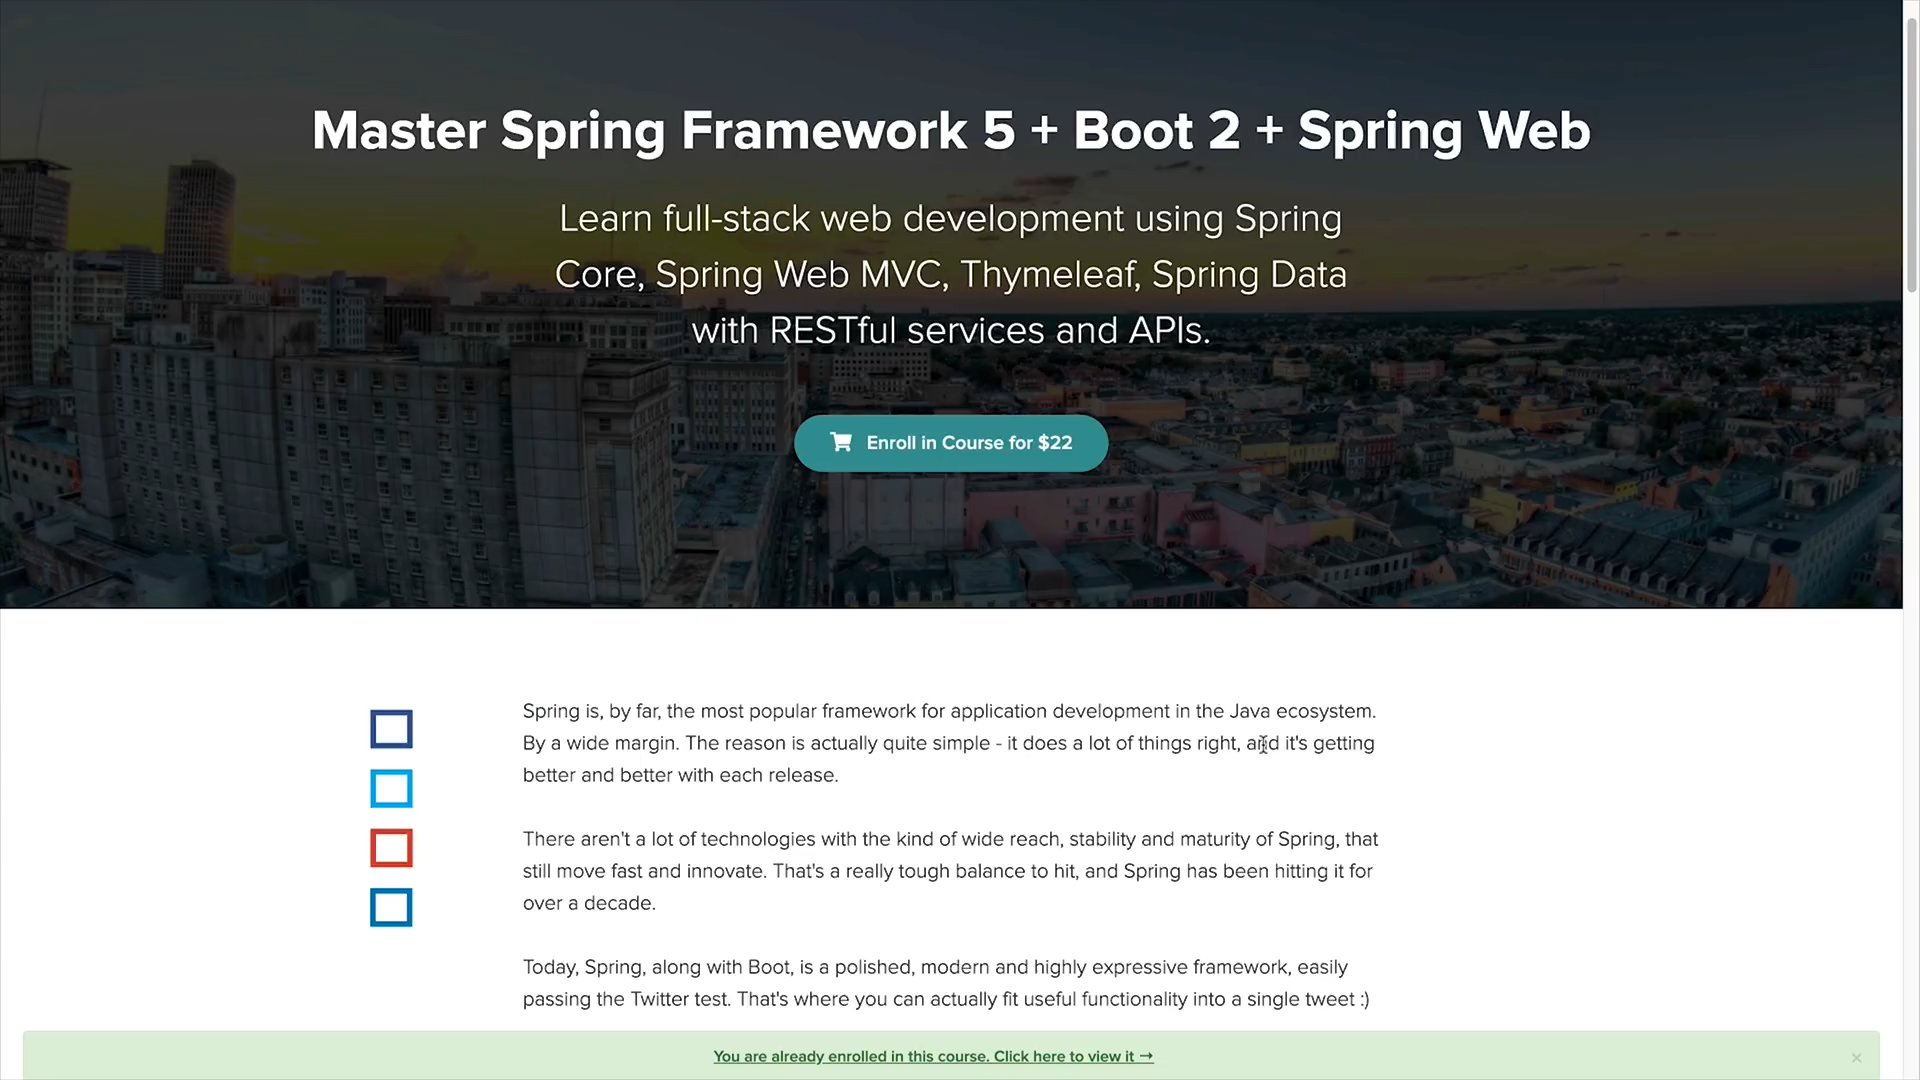 Master Spring Framework 5 + Boot 2 + Spring Web
Learn full-stack web development using Spring
Core, Spring Web MVC, Thymeleaf, Spring Data
with RESTful services and APIs.
Enroll in Course for $22
Spring is, by far, the most popular framework for application development in the Java ecosystem.
By a wide margin. The reason is actually quite simple - it does a lot of things right, and it's getting
better and better with each release.
There aren't a lot of technologies with the kind of wide reach, stability and maturity of Spring, that
still move fast and innovate. That's a really tough balance to hit, and Spring has been hitting it for
over a decade.
Today, Spring, along with Boot, is a polished, modern and highly expressive framework, easily
passing the Twitter test. That's where you can actually fit useful functionality into a single tweet :)
You are already enrolled in this course. Click here to view it →